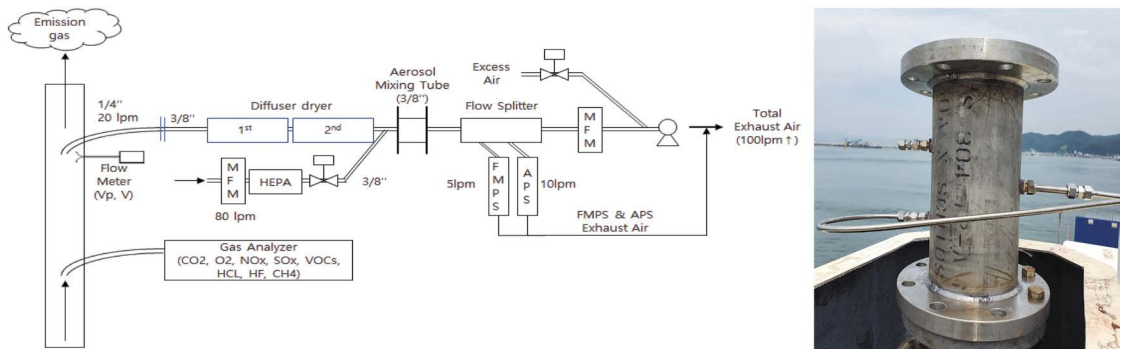 Emission
gas
1/4''
20 lpm
3/8''
Diffuser dryer
1st
2nd
Aerosol
Mixing Tube
(3/8'')
Flow Splitter
Excess
Air
MFM
Total
Exhaust Air
(100lpm↑)
Flow
Meter
(Vp, V)
MFM
HEPA
80 lpm
3/8''
5lpm
FMPS
APS
10lpm
FMPS & APS
Exhaust Air
Gas Analyzer
(CO2, O2, NOx, SOx, VOCs,
HCL, HF, CH4)
304